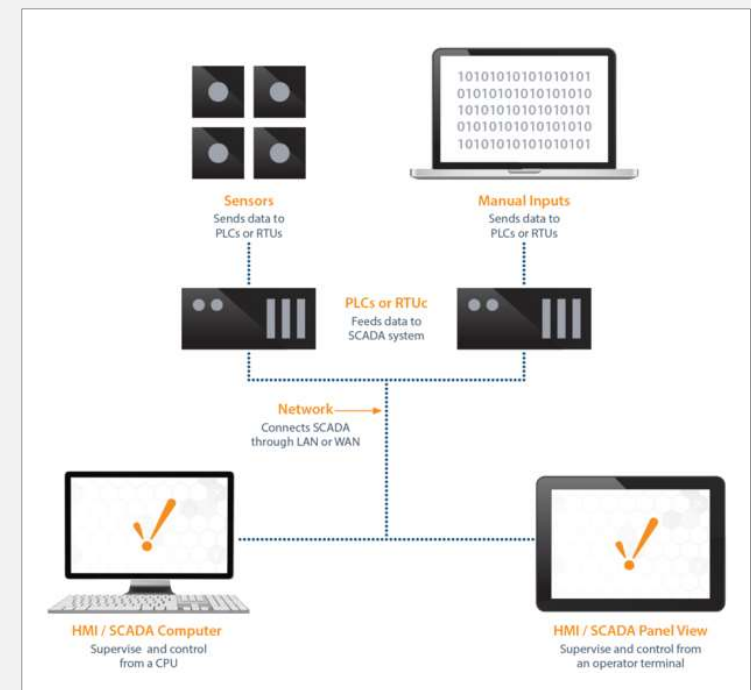 10101010101010101
01010101010101010
10101010101010101
01010101010101010
10101010101010101
Sensors
Sends data to
PLCs or RTUs
Manual Inputs
Sends data to
PLCs or RTUs
PLCs or RTUc
Feeds data to
SCADA system
Network
Connects SCADA
through LAN or WAN
HMI / SCADA Computer
Supervise and control
from a CPU
HMI / SCADA Panel View
Supervise and control from
an operator terminal